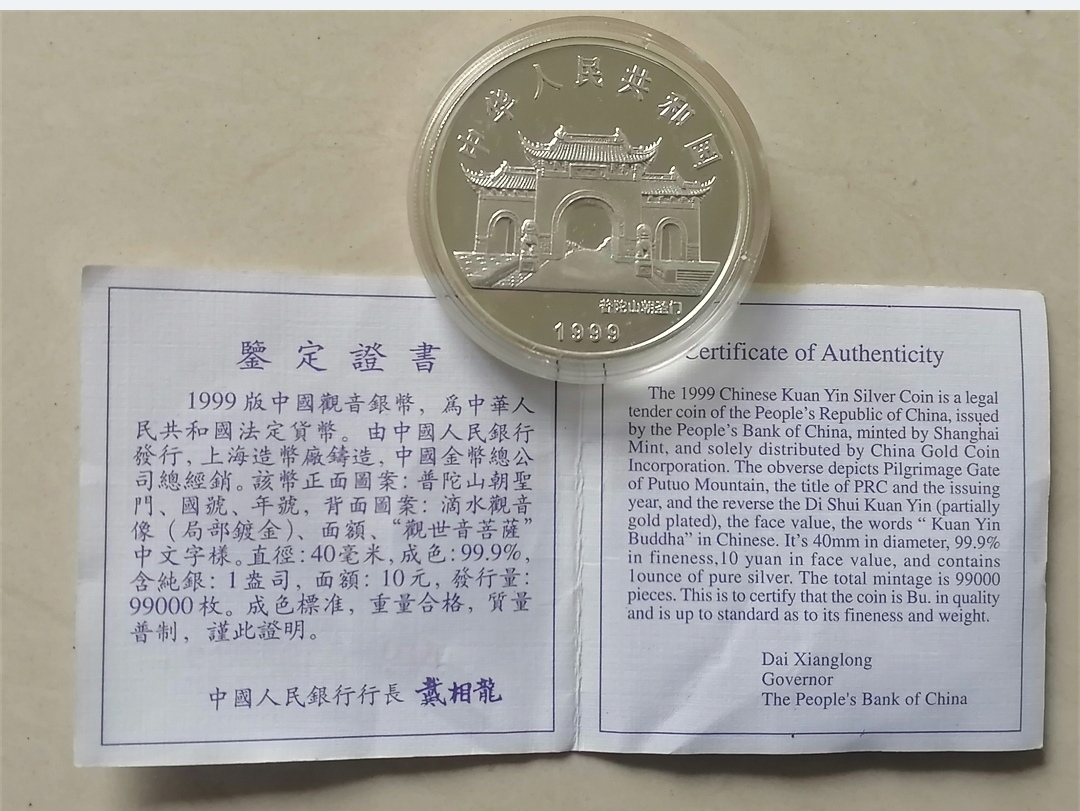 中华人民共和国
普陀山朝圣门
1999
鑒定證書
1999版中國觀音銀幣，爲中華人
民共和國法定貨幣。由中國人民銀行
發行，上海造幣廠鑄造，中國金幣總公
司總經銷。該幣正面圖案：普陀山朝聖
門、國號、年號，背面圖案：滴水觀音
像（局部鍍金）、面額、“觀世音菩薩”
中文字樣。直徑：40毫米，成色：99.9%，
含純銀：1盎司，面額：10元，發行量：
99000枚。成色標准，重量合格，質量
普制，謹此證明。
中國人民銀行行長 戴相龍
Certificate of Authenticity
The 1999 Chinese Kuan Yin Silver Coin is a legal
tender coin of the People's Republic of China, issued
by the People's Bank of China, minted by Shanghai
Mint, and solely distributed by China Gold Coin
Incorporation. The obverse depicts Pilgrimage Gate
of Putuo Mountain, the title of PRC and the issuing
year, and the reverse the Di Shui Kuan Yin (partially
gold plated), the face value, the words “ Kuan Yin
Buddha” in Chinese. It's 40mm in diameter, 99.9%
in fineness,10 yuan in face value, and contains
1ounce of pure silver. The total mintage is 99000
pieces. This is to certify that the coin is Bu. in quality
and is up to standard as to its fineness and weight.
Dai Xianglong
Governor
The People's Bank of China